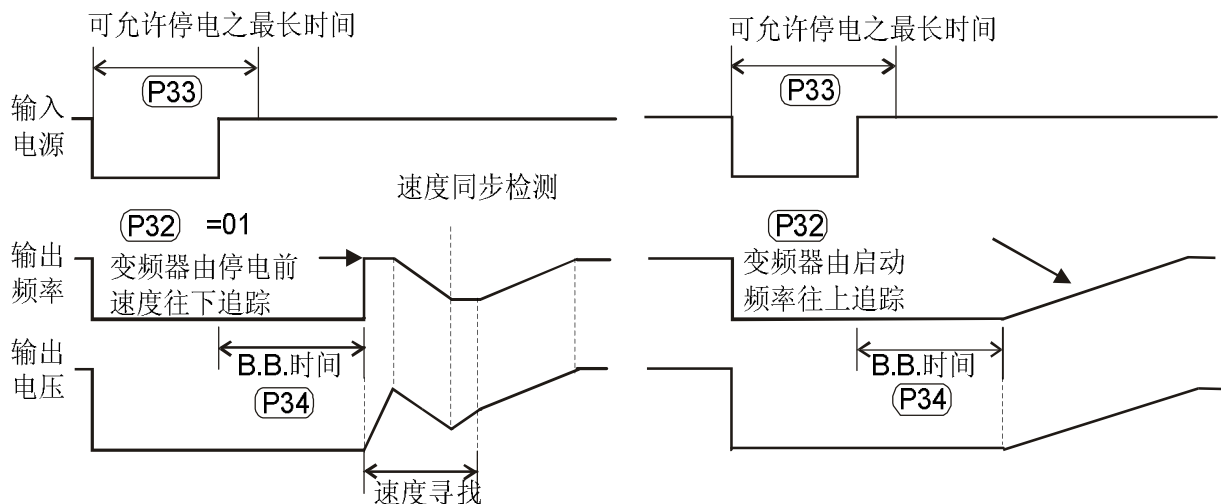 可允许停电之最长时间
P33
输入
电源
速度同步检测
P32 =01
输出
频率
变频器由停电前
速度往下追踪
输出
电压
B.B.时间
P34
速度寻找
可允许停电之最长时间
P33
P32
变频器由启动
频率往上追踪
B.B.时间
P34